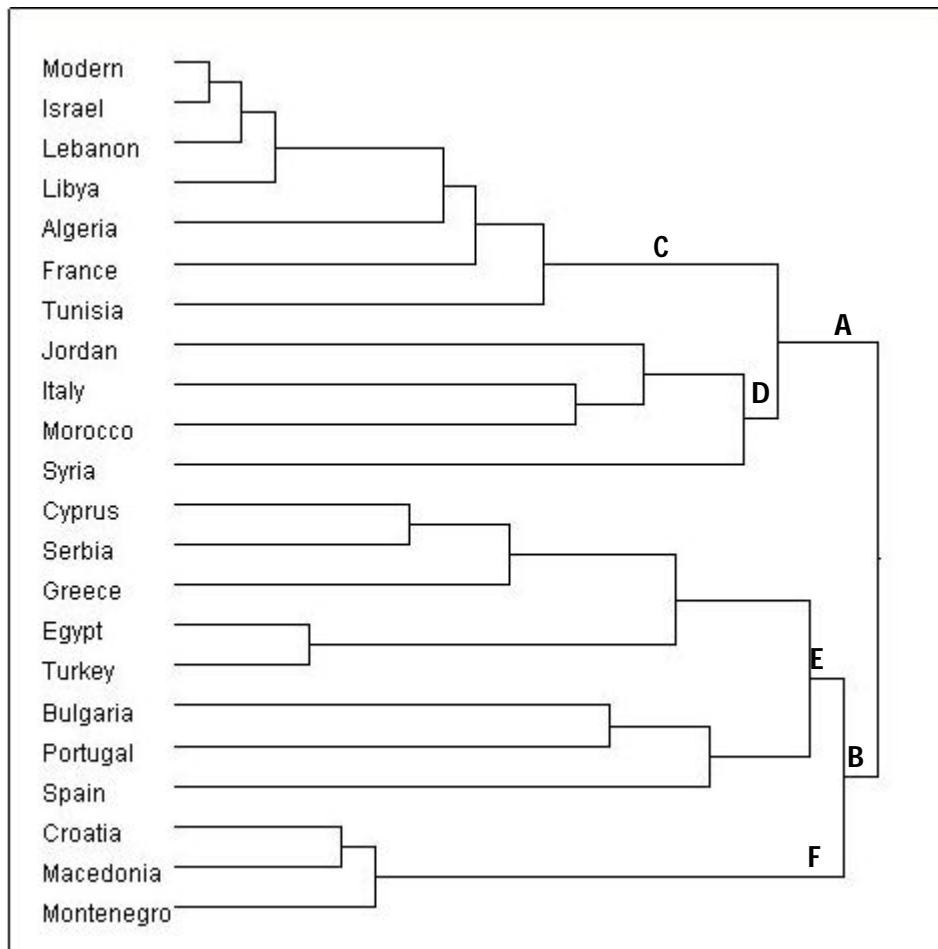 Modern
Israel
Lebanon
Libya
Algeria
France
C
Tunisia
A
Jordan
Italy
D
Morocco
Syria
Cyprus
Serbia
Greece
Egypt
E
Turkey
Bulgaria
Portugal
B
Spain
Croatia
F
Macedonia
Montenegro